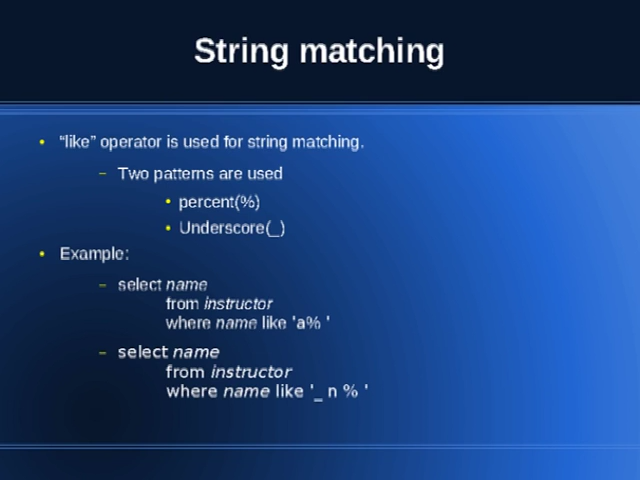 String matching
• “like” operator is used for string matching.
– Two patterns are used
• percent(%)
• Underscore(_)
• Example:
– select name
from instructor
where name like 'a% '
– select name
from instructor
where name like '_ n % '